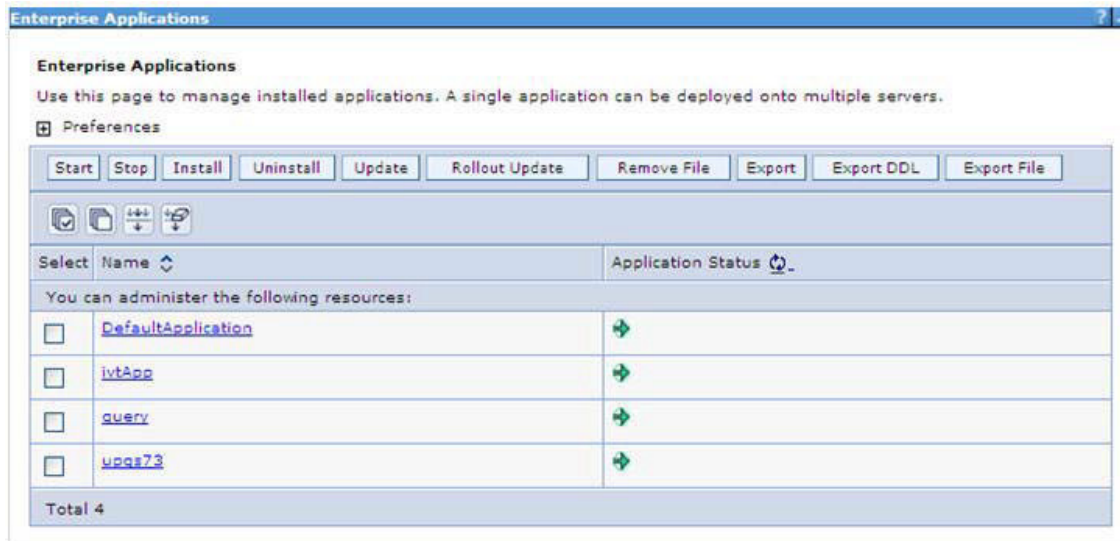 Enterprise Applications ?
Enterprise Applications
Use this page to manage installed applications. A single application can be deployed onto multiple servers.
Preferences
Start Stop Install Uninstall Update Rollout Update Remove File Export Export DDL Export File
Select Name Application Status
You can administer the following resources:
DefaultApplication
ivtApp
query
upgs73
Total 4